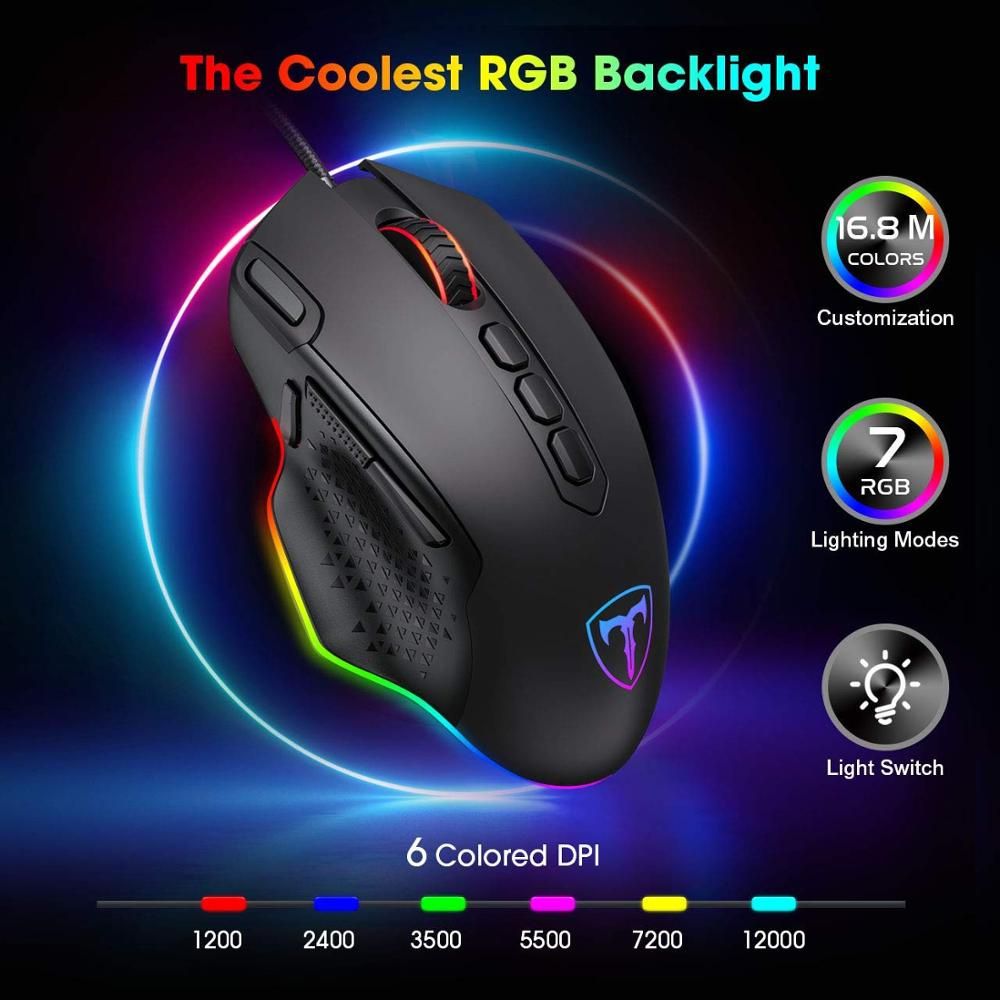 The Coolest RGB Backlight
16.8 M
COLORS
Customization
7
RGB
Lighting Modes
Light Switch
6 Colored DPI
1200 2400 3500 5500 7200 12000